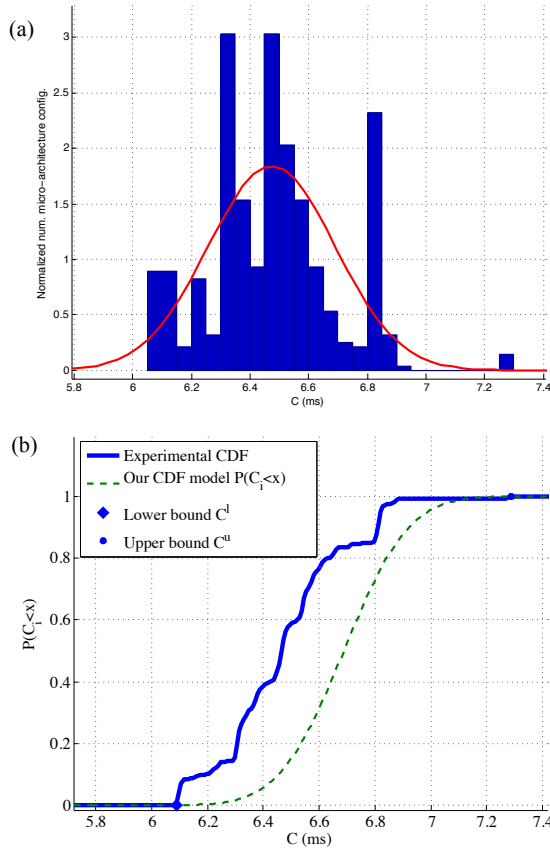 (a)
Normalized num. micro-architecture config.
3
2.5
2
1.5
1
0.5
0
5.8 6 6.2 6.4 6.6 6.8 7 7.2 7.4
C (ms)
(b)
Experimental CDF
Our CDF model P(C_i<x)
Lower bound C^l
Upper bound C^u
P(C_i<x)
1
0.8
0.6
0.4
0.2
0
5.8 6 6.2 6.4 6.6 6.8 7 7.2 7.4
C (ms)